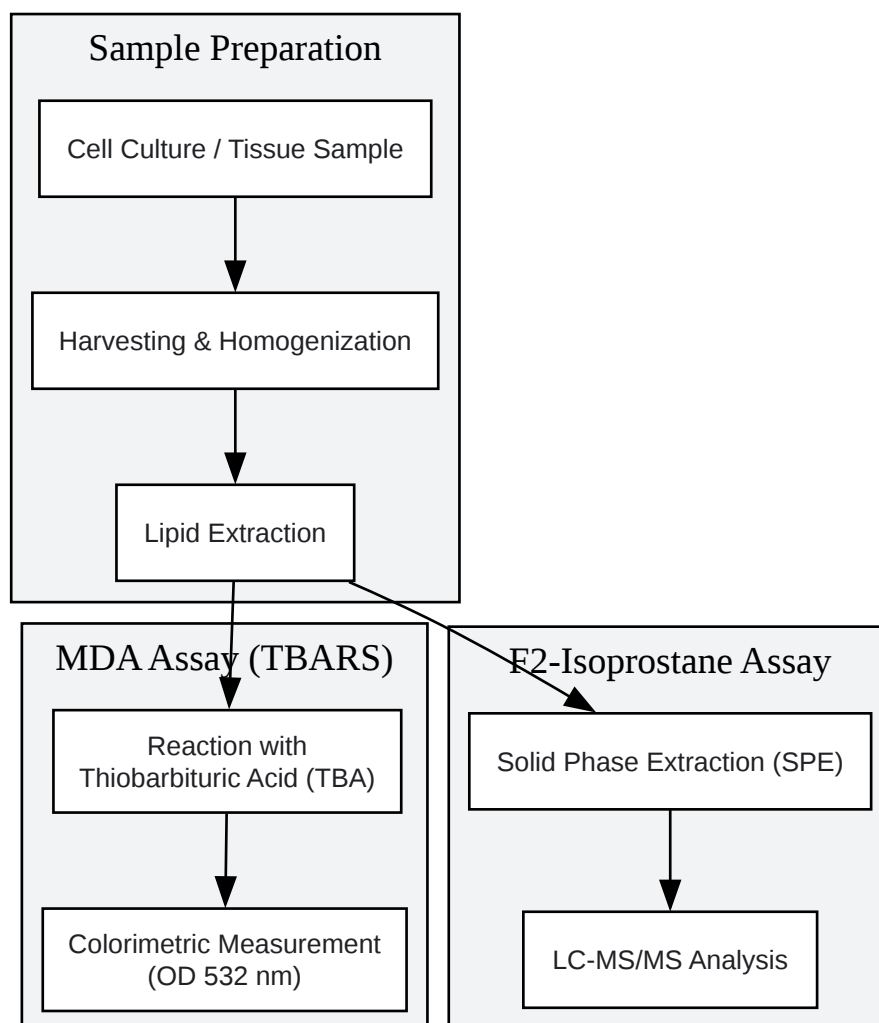 Sample Preparation
Cell Culture / Tissue Sample
Harvesting & Homogenization
Lipid Extraction
MDA Assay (TBARS)
Reaction with
Thiobarbituric Acid (TBA)
Colorimetric Measurement
(OD 532 nm)
F2-Isoprostane Assay
Solid Phase Extraction (SPE)
LC-MS/MS Analysis